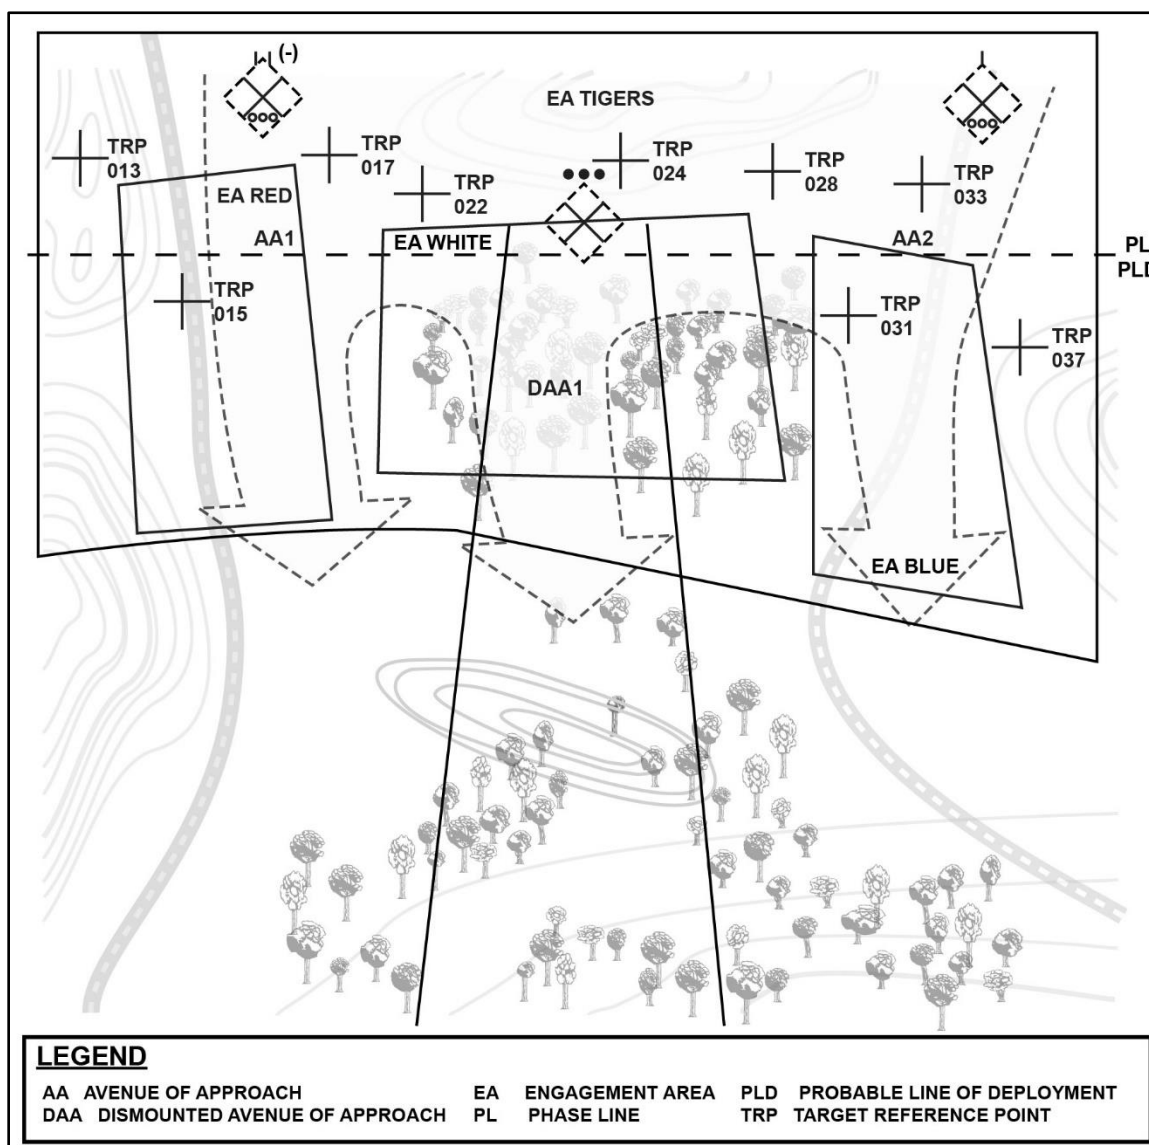 (-)
EA TIGERS
TRP
013
TRP
017
TRP
024
TRP
028
TRP
022
TRP
033
EA RED
AA1
EA WHITE
AA2
PL
PLD
TRP
015
TRP
031
TRP
037
DAA1
EA BLUE
LEGEND
AA AVENUE OF APPROACH
EA ENGAGEMENT AREA
PLD PROBABLE LINE OF DEPLOYMENT
DAA DISMOUNTED AVENUE OF APPROACH
PL PHASE LINE
TRP TARGET REFERENCE POINT